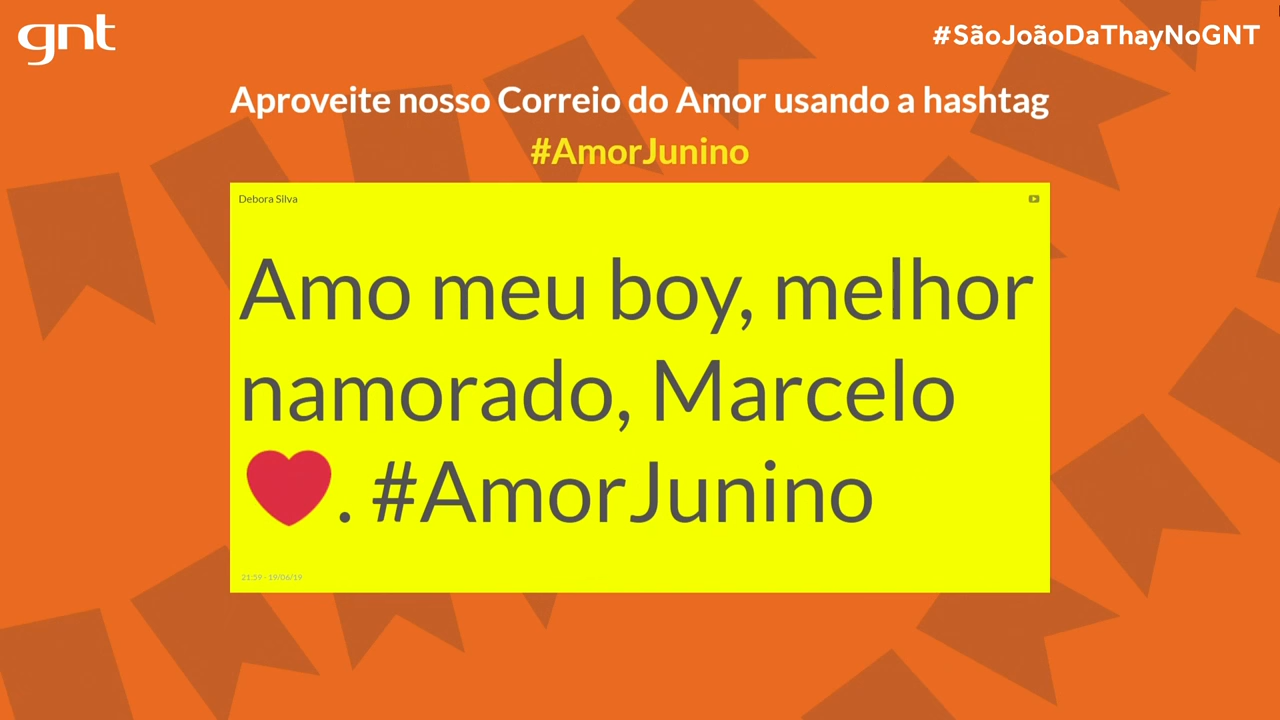 gnt
#SãoJoãoDaThayNoGNT
Aproveite nosso Correio do Amor usando a hashtag
#AmorJunino
Debora Silva
Amo meu boy, melhor
namorado, Marcelo
❤. #AmorJunino
21:59 - 19/06/19